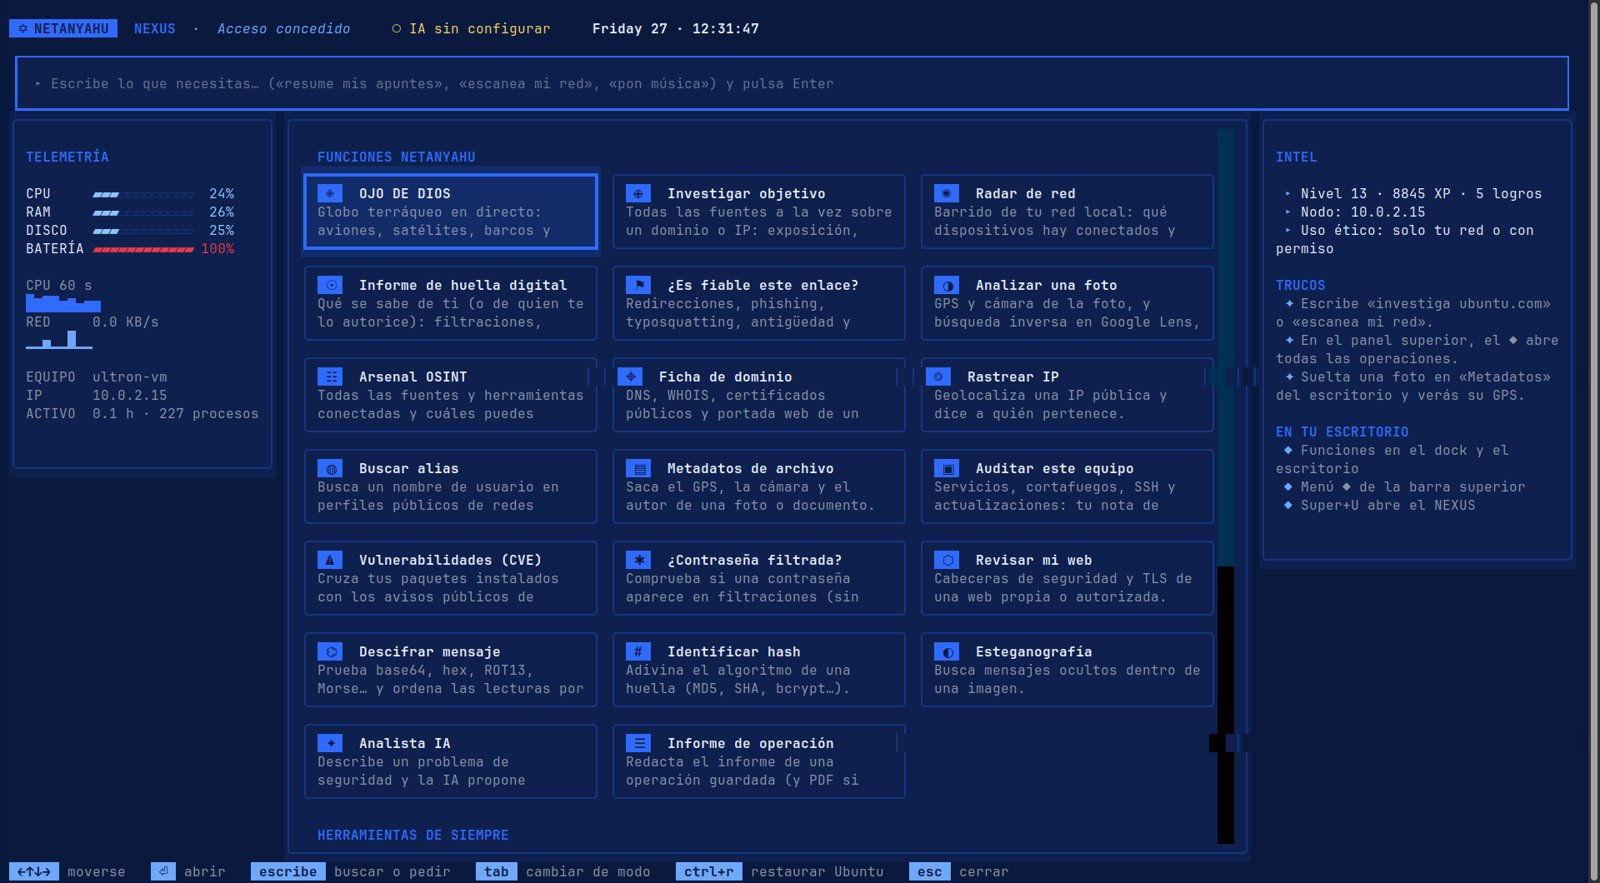 ✡ NETANYAHU NEXUS · Acceso concedido ○ IA sin configurar Friday 27 · 12:31:47
▸ Escribe lo que necesitas… («resume mis apuntes», «escanea mi red», «pon música») y pulsa Enter
TELEMETRÍA
CPU 24%
RAM 26%
DISCO 25%
BATERÍA 100%
CPU 60 s
RED 0.0 KB/s
EQUIPO ultron-vm
IP 10.0.2.15
ACTIVO 0.1 h · 227 procesos
FUNCIONES NETANYAHU
◈ OJO DE DIOS
Globo terráqueo en directo:
aviones, satélites, barcos y
⊕ Investigar objetivo
Todas las fuentes a la vez sobre
un dominio o IP: exposición,
◉ Radar de red
Barrido de tu red local: qué
dispositivos hay conectados y
☉ Informe de huella digital
Qué se sabe de ti (o de quien te
lo autorice): filtraciones,
⚑ ¿Es fiable este enlace?
Redirecciones, phishing,
typosquatting, antigüedad y
◑ Analizar una foto
GPS y cámara de la foto, y
búsqueda inversa en Google Lens,
☷ Arsenal OSINT
Todas las fuentes y herramientas
conectadas y cuáles puedes
⌖ Ficha de dominio
DNS, WHOIS, certificados
públicos y portada web de un
◎ Rastrear IP
Geolocaliza una IP pública y
dice a quién pertenece.
◍ Buscar alias
Busca un nombre de usuario en
perfiles públicos de redes
▤ Metadatos de archivo
Saca el GPS, la cámara y el
autor de una foto o documento.
▣ Auditar este equipo
Servicios, cortafuegos, SSH y
actualizaciones: tu nota de
▲ Vulnerabilidades (CVE)
Cruza tus paquetes instalados
con los avisos públicos de
✱ ¿Contraseña filtrada?
Comprueba si una contraseña
aparece en filtraciones (sin
⬡ Revisar mi web
Cabeceras de seguridad y TLS de
una web propia o autorizada.
⌬ Descifrar mensaje
Prueba base64, hex, ROT13,
Morse… y ordena las lecturas por
# Identificar hash
Adivina el algoritmo de una
huella (MD5, SHA, bcrypt…).
◐ Esteganografía
Busca mensajes ocultos dentro de
una imagen.
✦ Analista IA
Describe un problema de
seguridad y la IA propone
☰ Informe de operación
Redacta el informe de una
operación guardada (y PDF si
HERRAMIENTAS DE SIEMPRE
INTEL
▸ Nivel 13 · 8845 XP · 5 logros
▸ Nodo: 10.0.2.15
▸ Uso ético: solo tu red o con
permiso
TRUCOS
✦ Escribe «investiga ubuntu.com»
o «escanea mi red».
✦ En el panel superior, el ◆ abre
todas las operaciones.
✦ Suelta una foto en «Metadatos»
del escritorio y verás su GPS.
EN TU ESCRITORIO
◆ Funciones en el dock y el
escritorio
◆ Menú ◆ de la barra superior
◆ Super+U abre el NEXUS
←↑↓→ moverse ⏎ abrir escribe buscar o pedir tab cambiar de modo ctrl+r restaurar Ubuntu esc cerrar